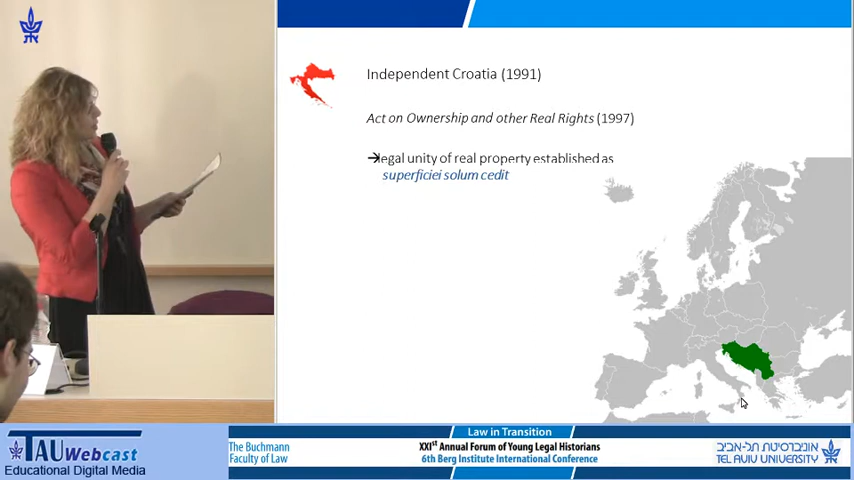 Independent Croatia (1991)
Act on Ownership and other Real Rights (1997)
→legal unity of real property established as
superficiei solum cedit
Law in Transition
TAU Webcast
Educational Digital Media
The Buchmann
Faculty of Law
XXIst Annual Forum of Young Legal Historians
6th Berg Institute International Conference
אוניברסיטת תל-אביב
TEL AVIV UNIVERSITY